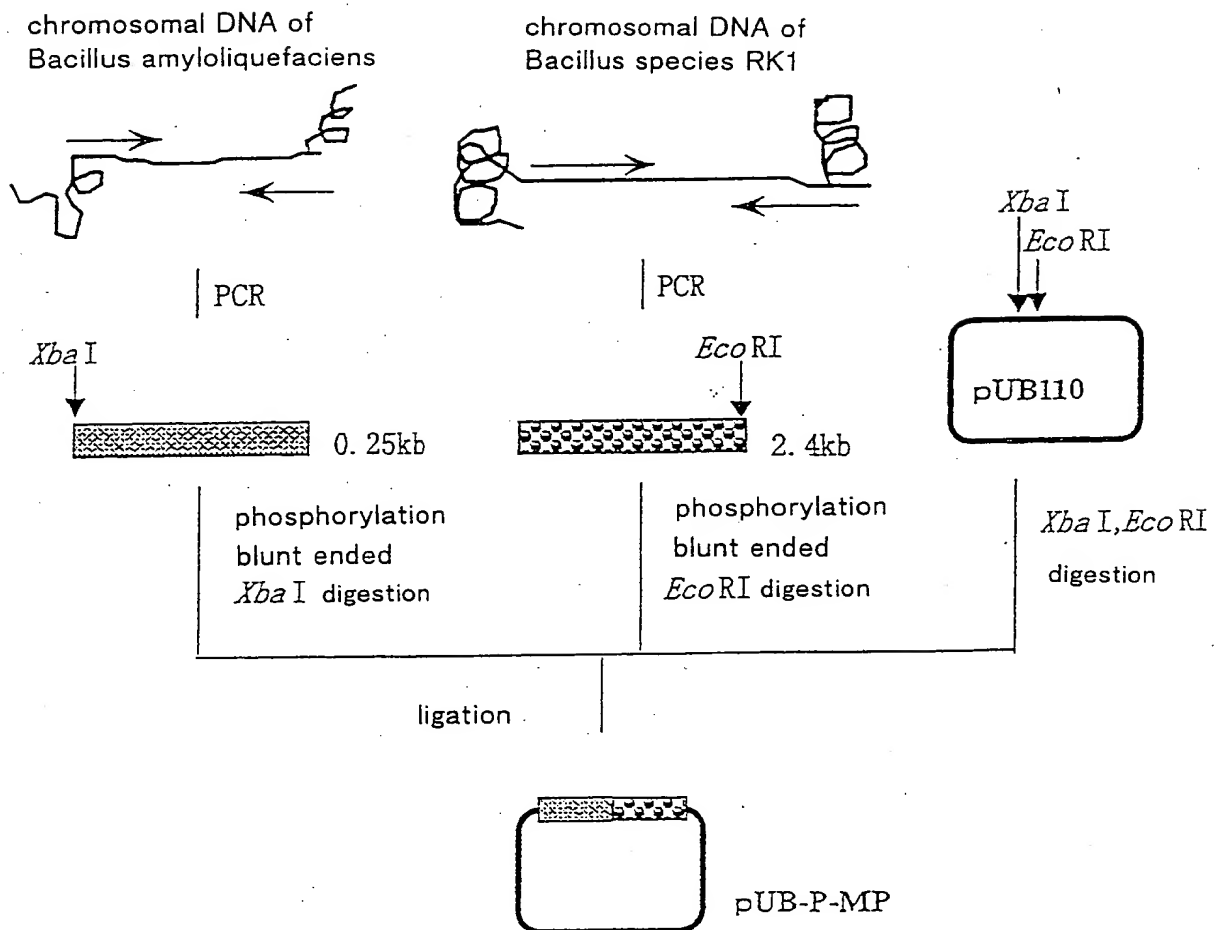 chromosomal DNA of
Bacillus amyloliquefaciens
chromosomal DNA of
Bacillus species RK1
XbaI
EcoRI
PCR
PCR
XbaI
EcoRI
pUB110
0.25kb
2.4kb
phosphorylation
blunt ended
XbaI digestion
phosphorylation
blunt ended
EcoRI digestion
XbaI,EcoRI
digestion
ligation
pUB-P-MP